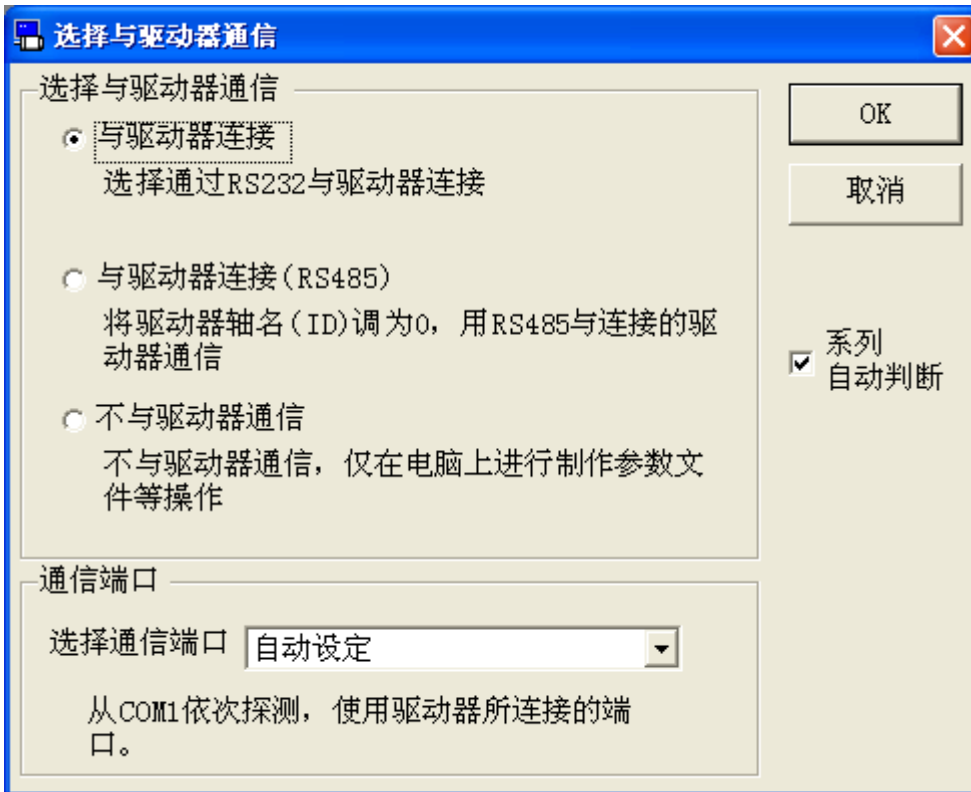 选择与驱动器通信
选择与驱动器通信
与驱动器连接
选择通过RS232与驱动器连接
与驱动器连接(RS485)
将驱动器轴名(ID)调为0，用RS485与连接的驱
动器通信
不与驱动器通信
不与驱动器通信，仅在电脑上进行制作参数文
件等操作
OK
取消
系列
自动判断
通信端口
选择通信端口 自动设定
从COM1依次探测，使用驱动器所连接的端
口。